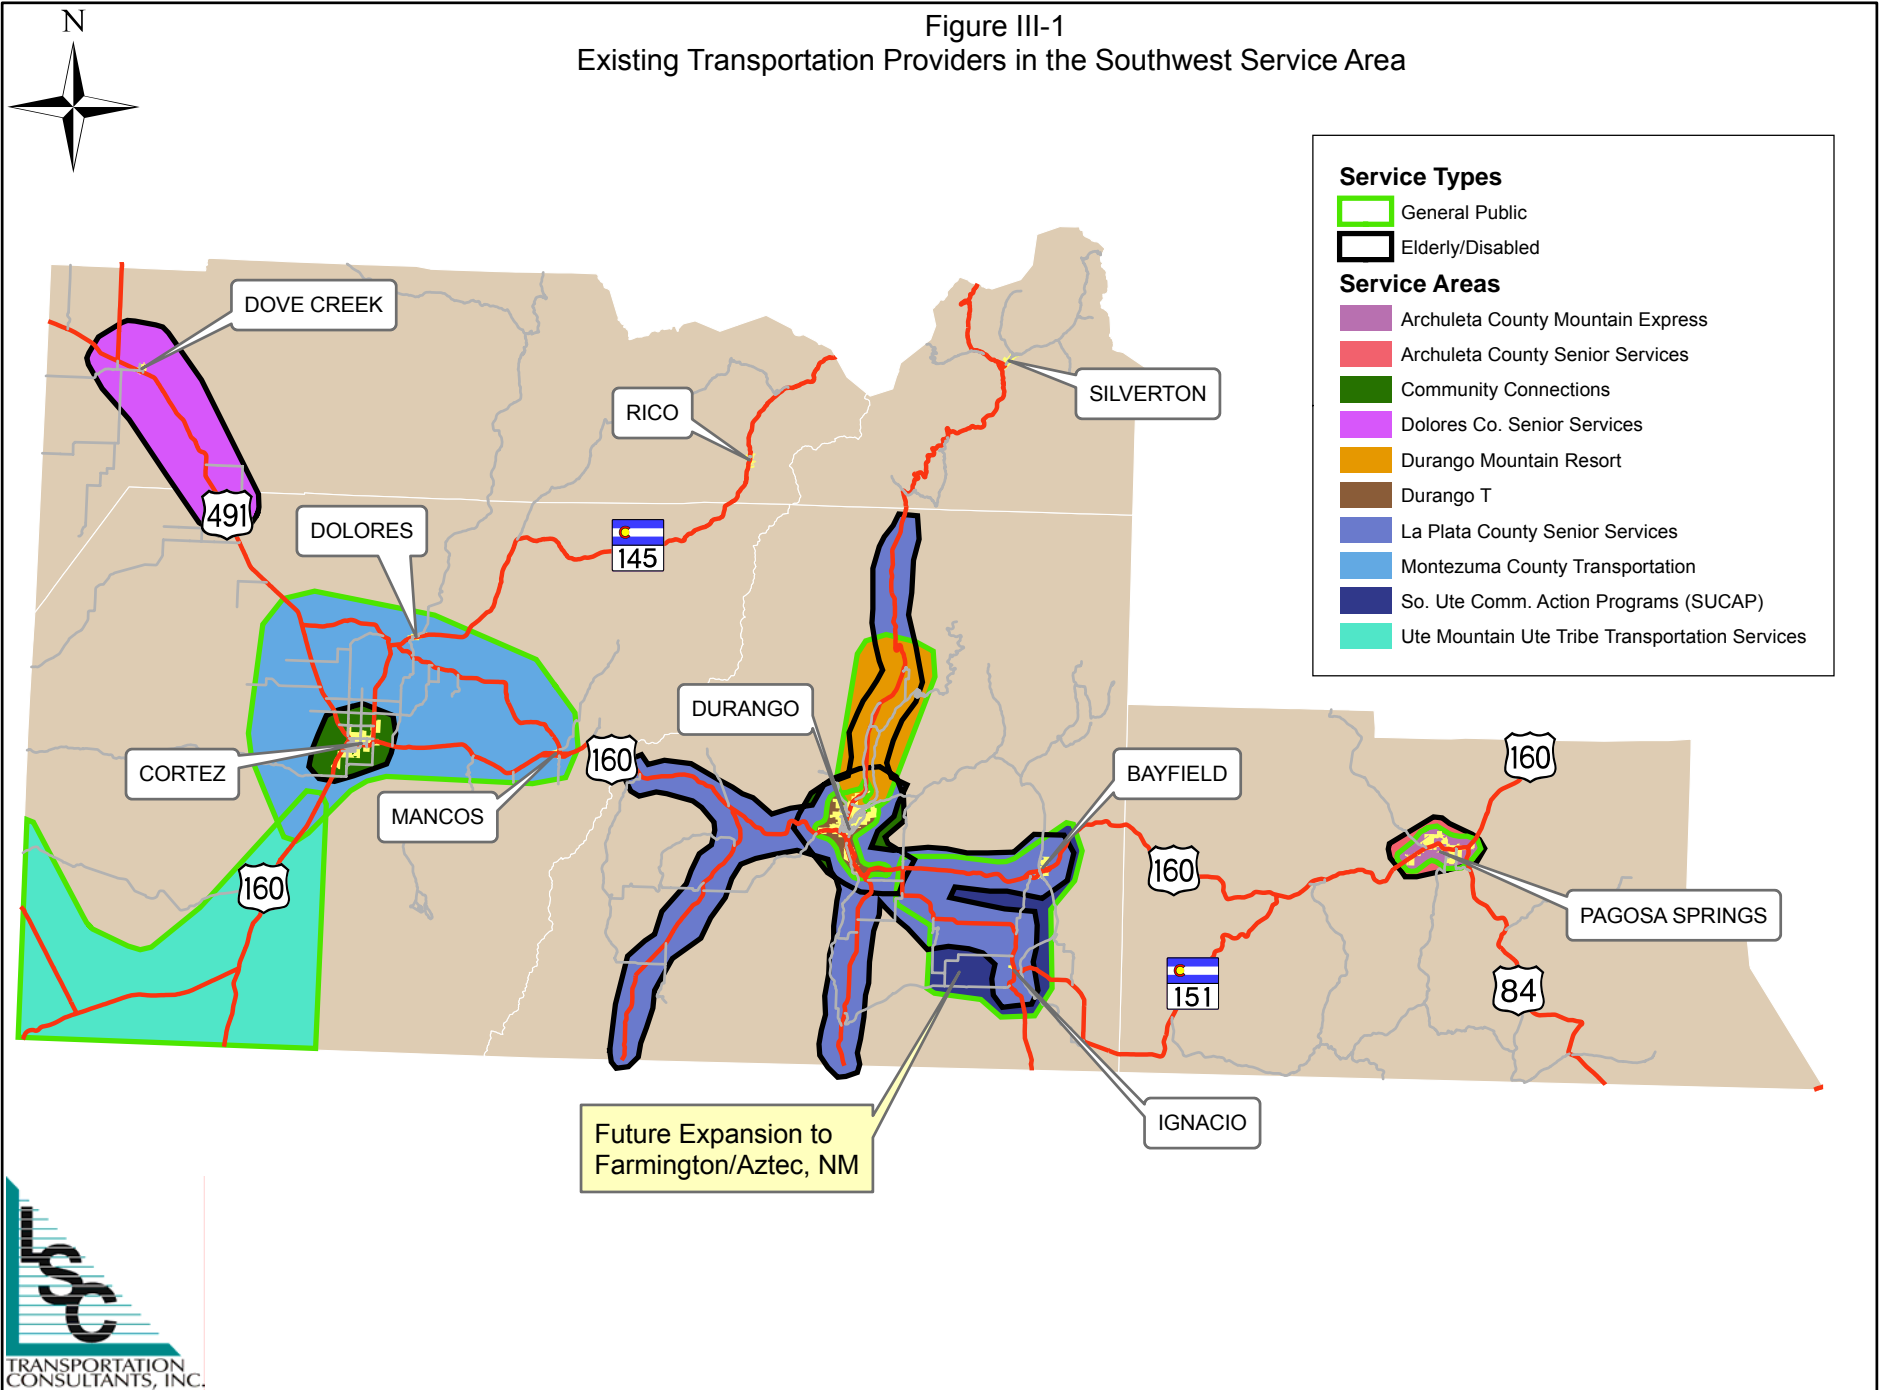 Figure III-1
Existing Transportation Providers in the Southwest Service Area
N
Service Types
General Public
Elderly/Disabled
Service Areas
Archuleta County Mountain Express
Archuleta County Senior Services
Community Connections
Dolores Co. Senior Services
Durango Mountain Resort
Durango T
La Plata County Senior Services
Montezuma County Transportation
So. Ute Comm. Action Programs (SUCAP)
Ute Mountain Ute Tribe Transportation Services
DOVE CREEK
SILVERTON
RICO
491
DOLORES
C
145
DURANGO
160
160
BAYFIELD
CORTEZ
MANCOS
160
160
PAGOSA SPRINGS
C
151
84
IGNACIO
Future Expansion to
Farmington/Aztec, NM
LSC
TRANSPORTATION
CONSULTANTS, INC.